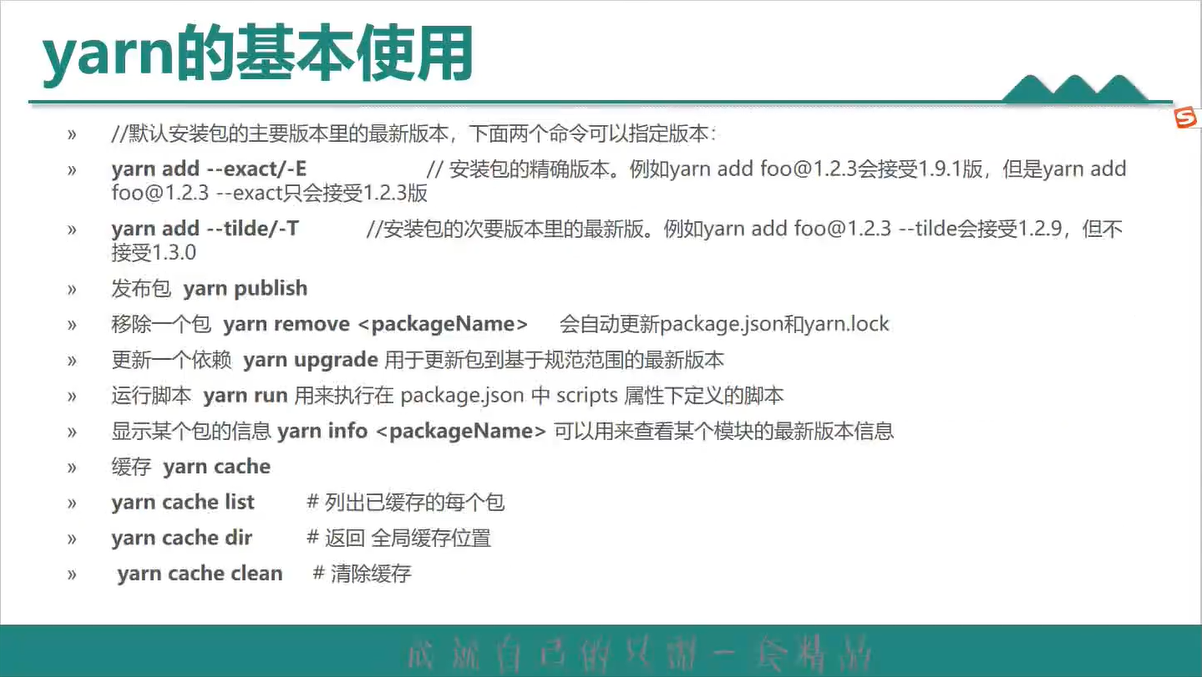 yarn的基本使用
» //默认安装包的主要版本里的最新版本，下面两个命令可以指定版本：
» yarn add --exact/-E // 安装包的精确版本。例如yarn add foo@1.2.3会接受1.9.1版，但是yarn add
foo@1.2.3 --exact只会接受1.2.3版
» yarn add --tilde/-T //安装包的次要版本里的最新版。例如yarn add foo@1.2.3 --tilde会接受1.2.9，但不
接受1.3.0
» 发布包 yarn publish
» 移除一个包 yarn remove <packageName> 会自动更新package.json和yarn.lock
» 更新一个依赖 yarn upgrade 用于更新包到基于规范范围的最新版本
» 运行脚本 yarn run 用来执行在 package.json 中 scripts 属性下定义的脚本
» 显示某个包的信息 yarn info <packageName> 可以用来查看某个模块的最新版本信息
» 缓存 yarn cache
» yarn cache list # 列出已缓存的每个包
» yarn cache dir # 返回 全局缓存位置
» yarn cache clean # 清除缓存
成就自己的只需一套精品